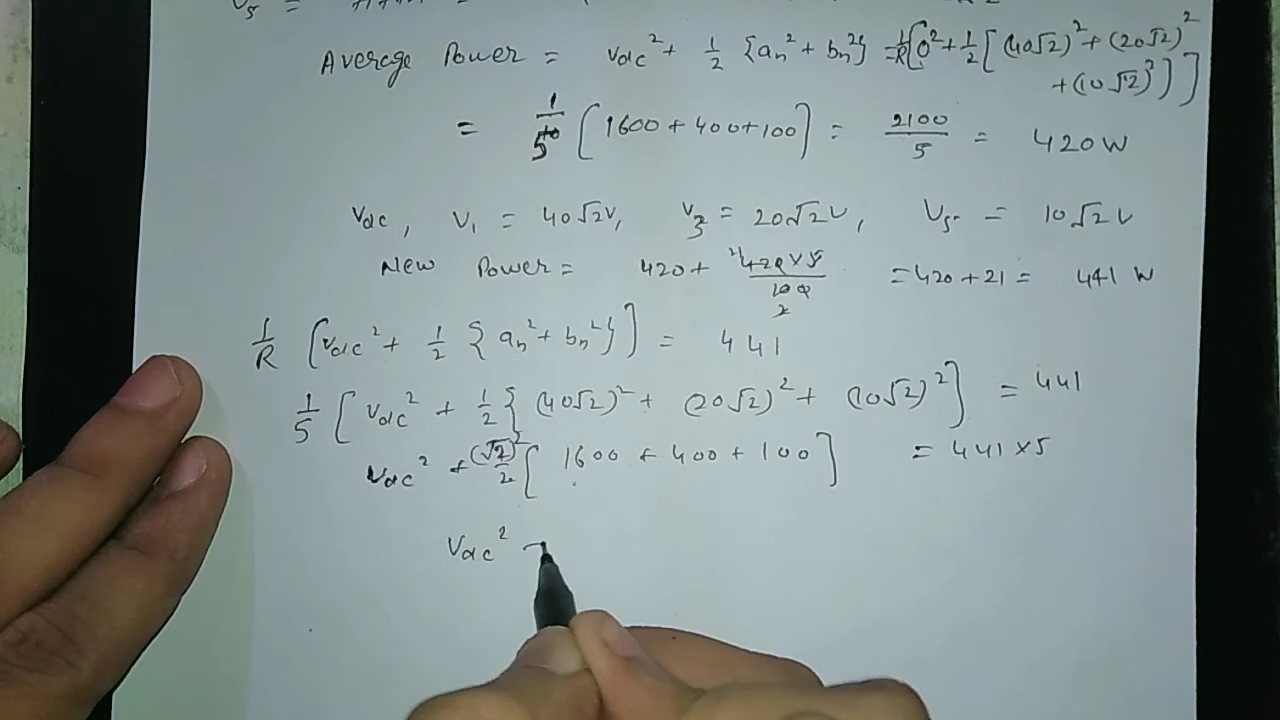 V5 =
Average Power = Vdc² + 1/2 {an² + bn²} = 1/R [0² + 1/2 [(40√2)² + (20√2)²
+ (10√2)²]]
= 1/5 [1600 + 400 + 100] = 2100/5 = 420 W
Vdc, V1 = 40√2V, V3 = 20√2V, V5 = 10√2V
New Power = 420 + 420×5/100 = 420 + 21 = 441 W
1/R [Vdc² + 1/2 {an² + bn²}] = 441
1/5 [Vdc² + 1/2 { (40√2)² + (20√2)² + (10√2)²] = 441
Vdc² + (√2)²/2 [1600 + 400 + 100] = 441×5
Vdc²